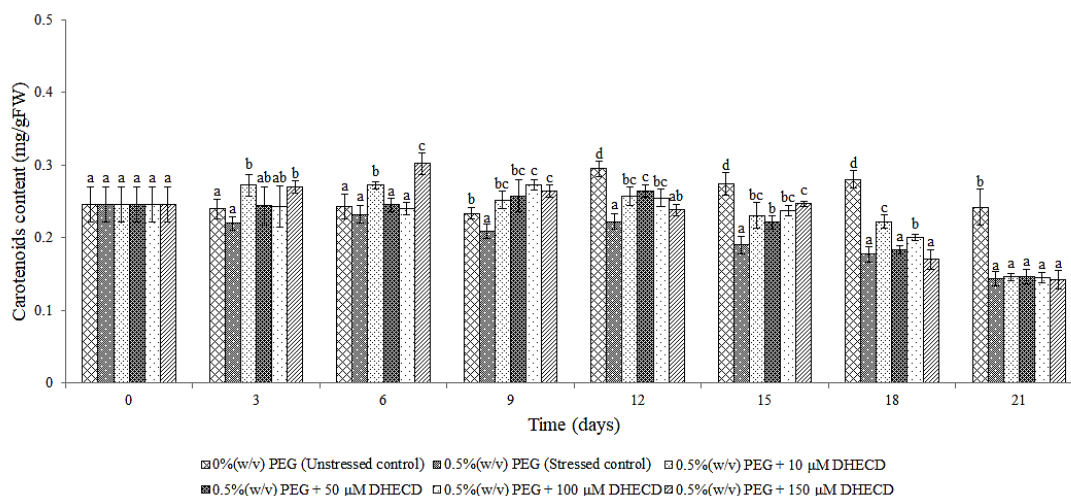 0.5
0.4
0.3
0.2
0.1
0
Carotenoids content (mg/gFW)
a a a a a a
a a b ab ab b
a a b a a c
b a bc bc c c
d a bc c bc ab
d a bc b bc c
d a c a b a
b a a a a a
0 3 6 9 12 15 18 21
Time (days)
0%(w/v) PEG (Unstressed control) 0.5%(w/v) PEG (Stressed control) 0.5%(w/v) PEG + 10 µM DHECD
0.5%(w/v) PEG + 50 µM DHECD 0.5%(w/v) PEG + 100 µM DHECD 0.5%(w/v) PEG + 150 µM DHECD